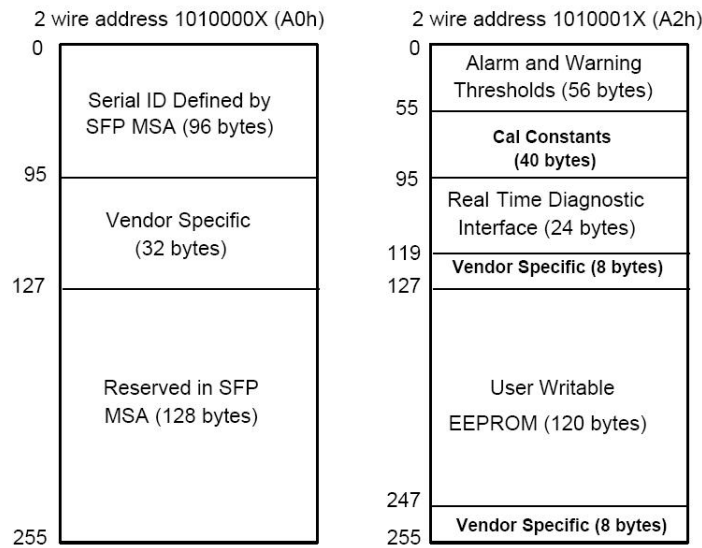 2 wire address 1010000X (A0h)
0
Serial ID Defined by
SFP MSA (96 bytes)
95
Vendor Specific
(32 bytes)
127
Reserved in SFP
MSA (128 bytes)
255
2 wire address 1010001X (A2h)
0
Alarm and Warning
Thresholds (56 bytes)
55
Cal Constants
(40 bytes)
95
Real Time Diagnostic
Interface (24 bytes)
119
Vendor Specific (8 bytes)
127
User Writable
EEPROM (120 bytes)
247
Vendor Specific (8 bytes)
255